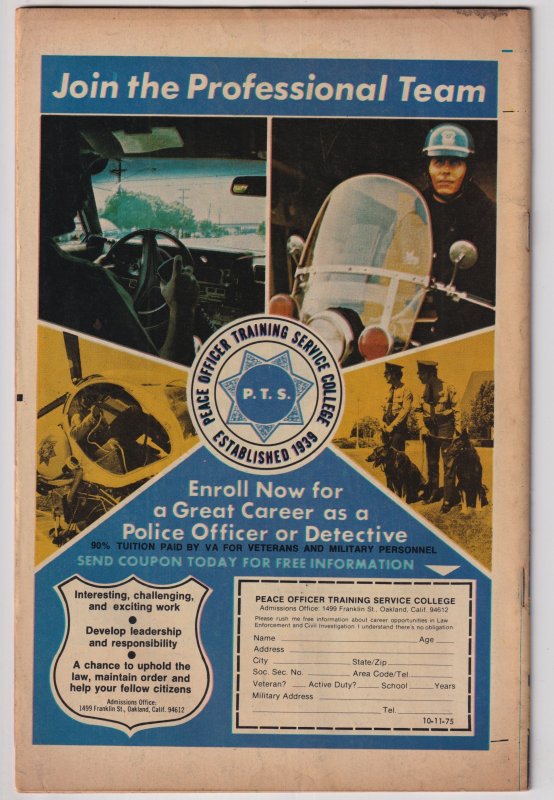 Join the Professional Team
PEACE OFFICER TRAINING SERVICE COLLEGE
P.T.S.
ESTABLISHED 1939
Enroll Now for
a Great Career as a
Police Officer or Detective
90% TUITION PAID BY VA FOR VETERANS AND MILITARY PERSONNEL
SEND COUPON TODAY FOR FREE INFORMATION
Interesting, challenging,
and exciting work
Develop leadership
and responsibility
A chance to uphold the
law, maintain order and
help your fellow citizens
Admissions Office:
1499 Franklin St., Oakland, Calif. 94612
PEACE OFFICER TRAINING SERVICE COLLEGE
Admissions Office: 1499 Franklin St., Oakland, Calif. 94612
Please rush me free information about career opportunities in Law
Enforcement and Civil Investigation I understand there's no obligation
Name Age
Address
City State/Zip
Soc. Sec. No. Area Code/Tel.
Veteran? Active Duty? School Years
Military Address
Tel.
10-11-75